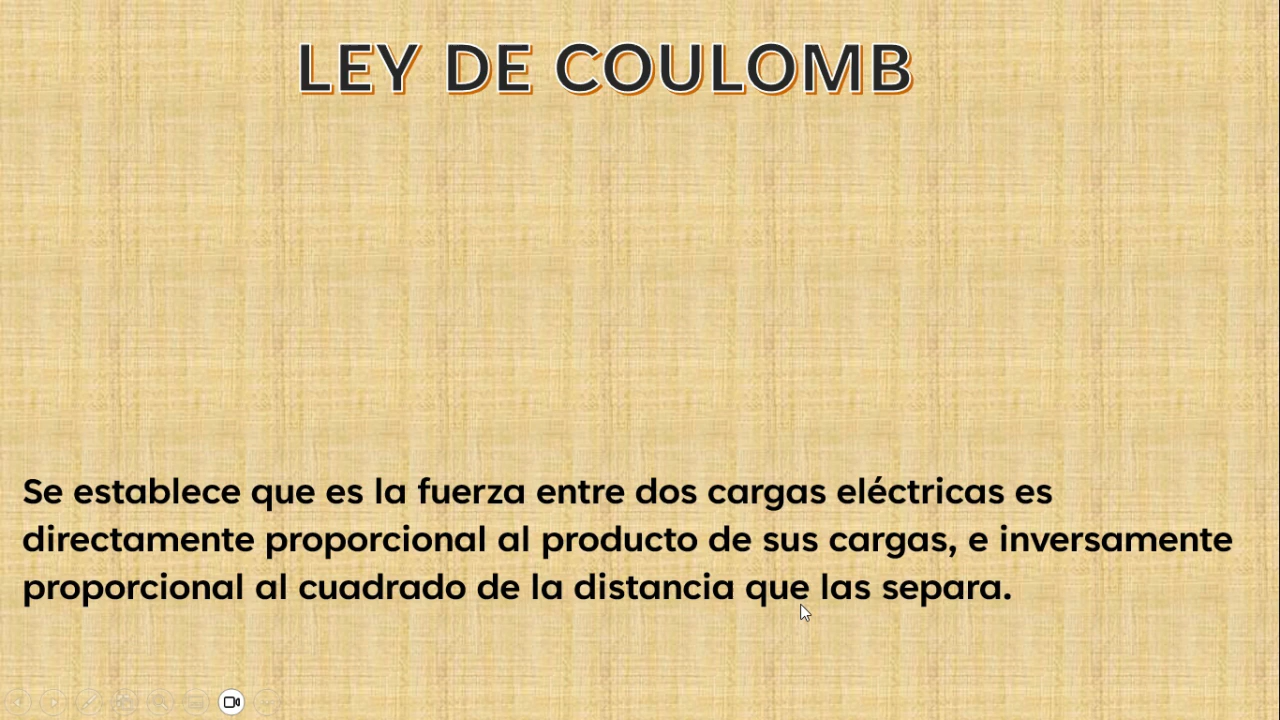 LEY DE COULOMB
Se establece que es la fuerza entre dos cargas eléctricas es
directamente proporcional al producto de sus cargas, e inversamente
proporcional al cuadrado de la distancia que las separa.